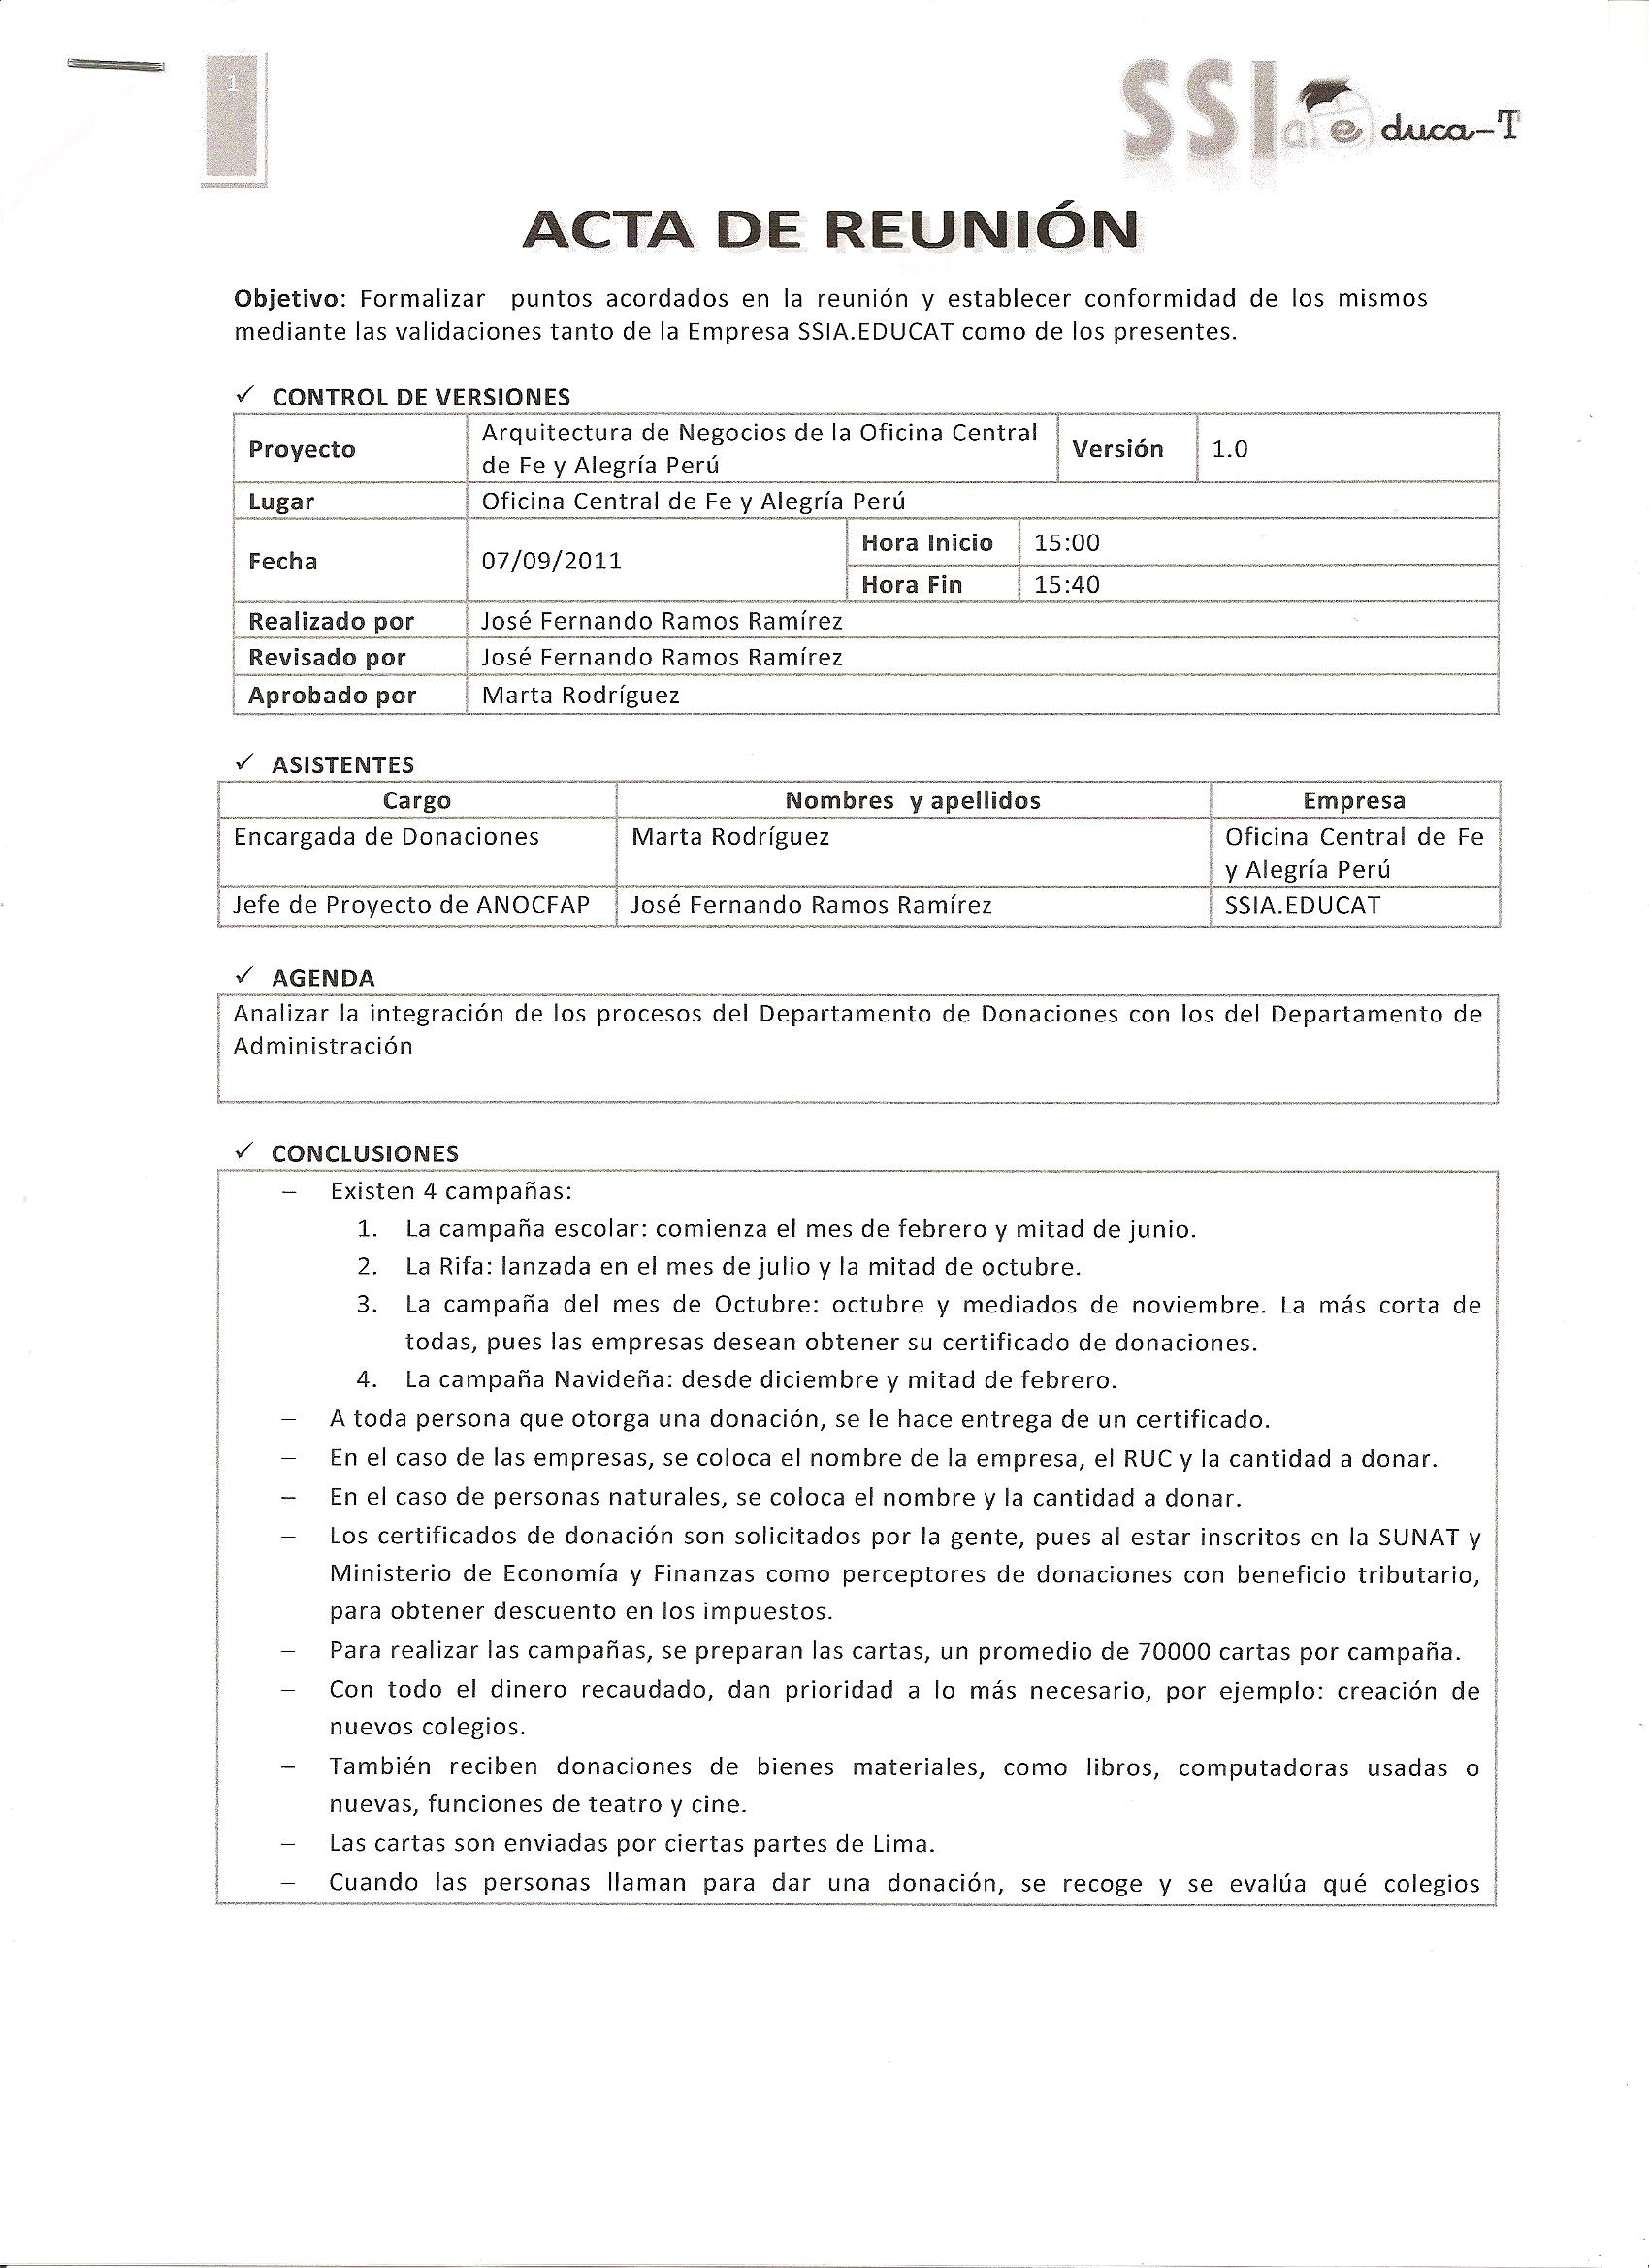 1
SSIa.e duca-T
ACTA DE REUNIÓN
Objetivo: Formalizar puntos acordados en la reunión y establecer conformidad de los mismos
mediante las validaciones tanto de la Empresa SSIA.EDUCAT como de los presentes.
✓ CONTROL DE VERSIONES
Proyecto Arquitectura de Negocios de la Oficina Central de Fe y Alegría Perú Versión 1.0
Lugar Oficina Central de Fe y Alegría Perú
Fecha 07/09/2011 Hora Inicio 15:00
Hora Fin 15:40
Realizado por José Fernando Ramos Ramírez
Revisado por José Fernando Ramos Ramírez
Aprobado por Marta Rodríguez
✓ ASISTENTES
Cargo Nombres y apellidos Empresa
Encargada de Donaciones Marta Rodríguez Oficina Central de Fe
y Alegría Perú
Jefe de Proyecto de ANOCFAP José Fernando Ramos Ramírez SSIA.EDUCAT
✓ AGENDA
Analizar la integración de los procesos del Departamento de Donaciones con los del Departamento de
Administración
✓ CONCLUSIONES
– Existen 4 campañas:
1. La campaña escolar: comienza el mes de febrero y mitad de junio.
2. La Rifa: lanzada en el mes de julio y la mitad de octubre.
3. La campaña del mes de Octubre: octubre y mediados de noviembre. La más corta de
todas, pues las empresas desean obtener su certificado de donaciones.
4. La campaña Navideña: desde diciembre y mitad de febrero.
– A toda persona que otorga una donación, se le hace entrega de un certificado.
– En el caso de las empresas, se coloca el nombre de la empresa, el RUC y la cantidad a donar.
– En el caso de personas naturales, se coloca el nombre y la cantidad a donar.
– Los certificados de donación son solicitados por la gente, pues al estar inscritos en la SUNAT y
Ministerio de Economía y Finanzas como perceptores de donaciones con beneficio tributario,
para obtener descuento en los impuestos.
– Para realizar las campañas, se preparan las cartas, un promedio de 70000 cartas por campaña.
– Con todo el dinero recaudado, dan prioridad a lo más necesario, por ejemplo: creación de
nuevos colegios.
– También reciben donaciones de bienes materiales, como libros, computadoras usadas o
nuevas, funciones de teatro y cine.
– Las cartas son enviadas por ciertas partes de Lima.
– Cuando las personas llaman para dar una donación, se recoge y se evalúa qué colegios